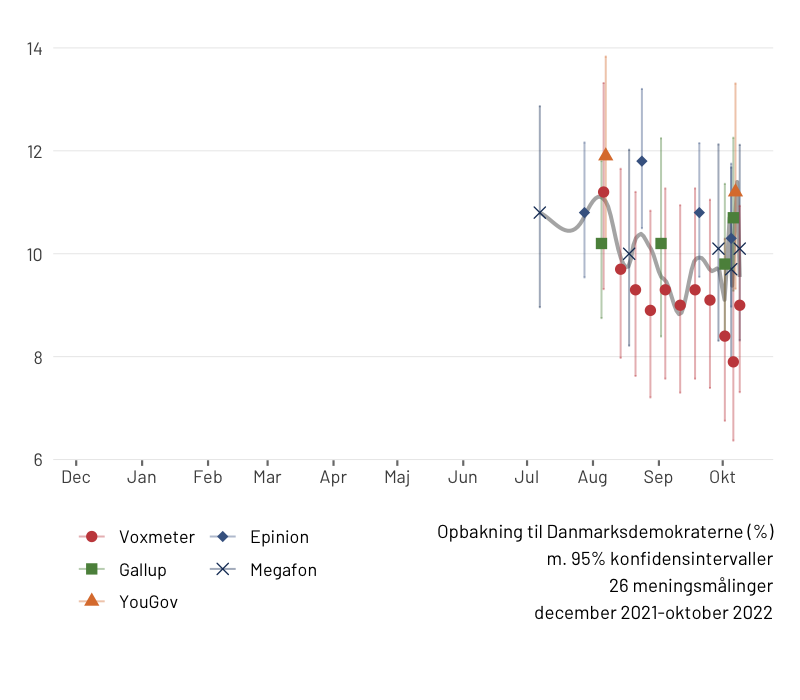 14
12
10
8
6
Dec Jan Feb Mar Apr Maj Jun Jul Aug Sep Okt
Voxmeter Epinion
Gallup Megafon
YouGov
Opbakning til Danmarksdemokraterne (%)
m. 95% konfidensintervaller
26 meningsmålinger
december 2021-oktober 2022